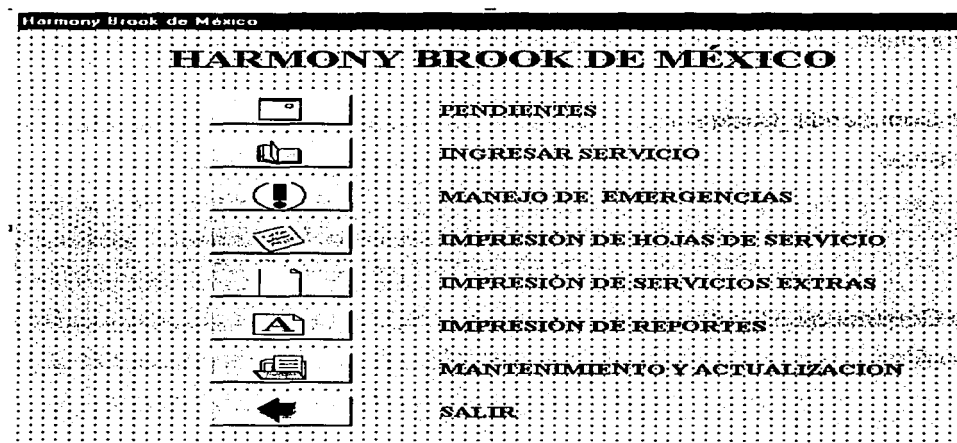 Harmony Brook de México
HARMONY BROOK DE MÉXICO
PENDIENTES
INGRESAR SERVICIO
MANEJO DE EMERGENCIAS
IMPRESIÓN DE HOJAS DE SERVICIO
IMPRESIÓN DE SERVICIOS EXTRAS
A IMPRESIÓN DE REPORTES
MANTENIMIENTO Y ACTUALIZACIÓN
SALIR